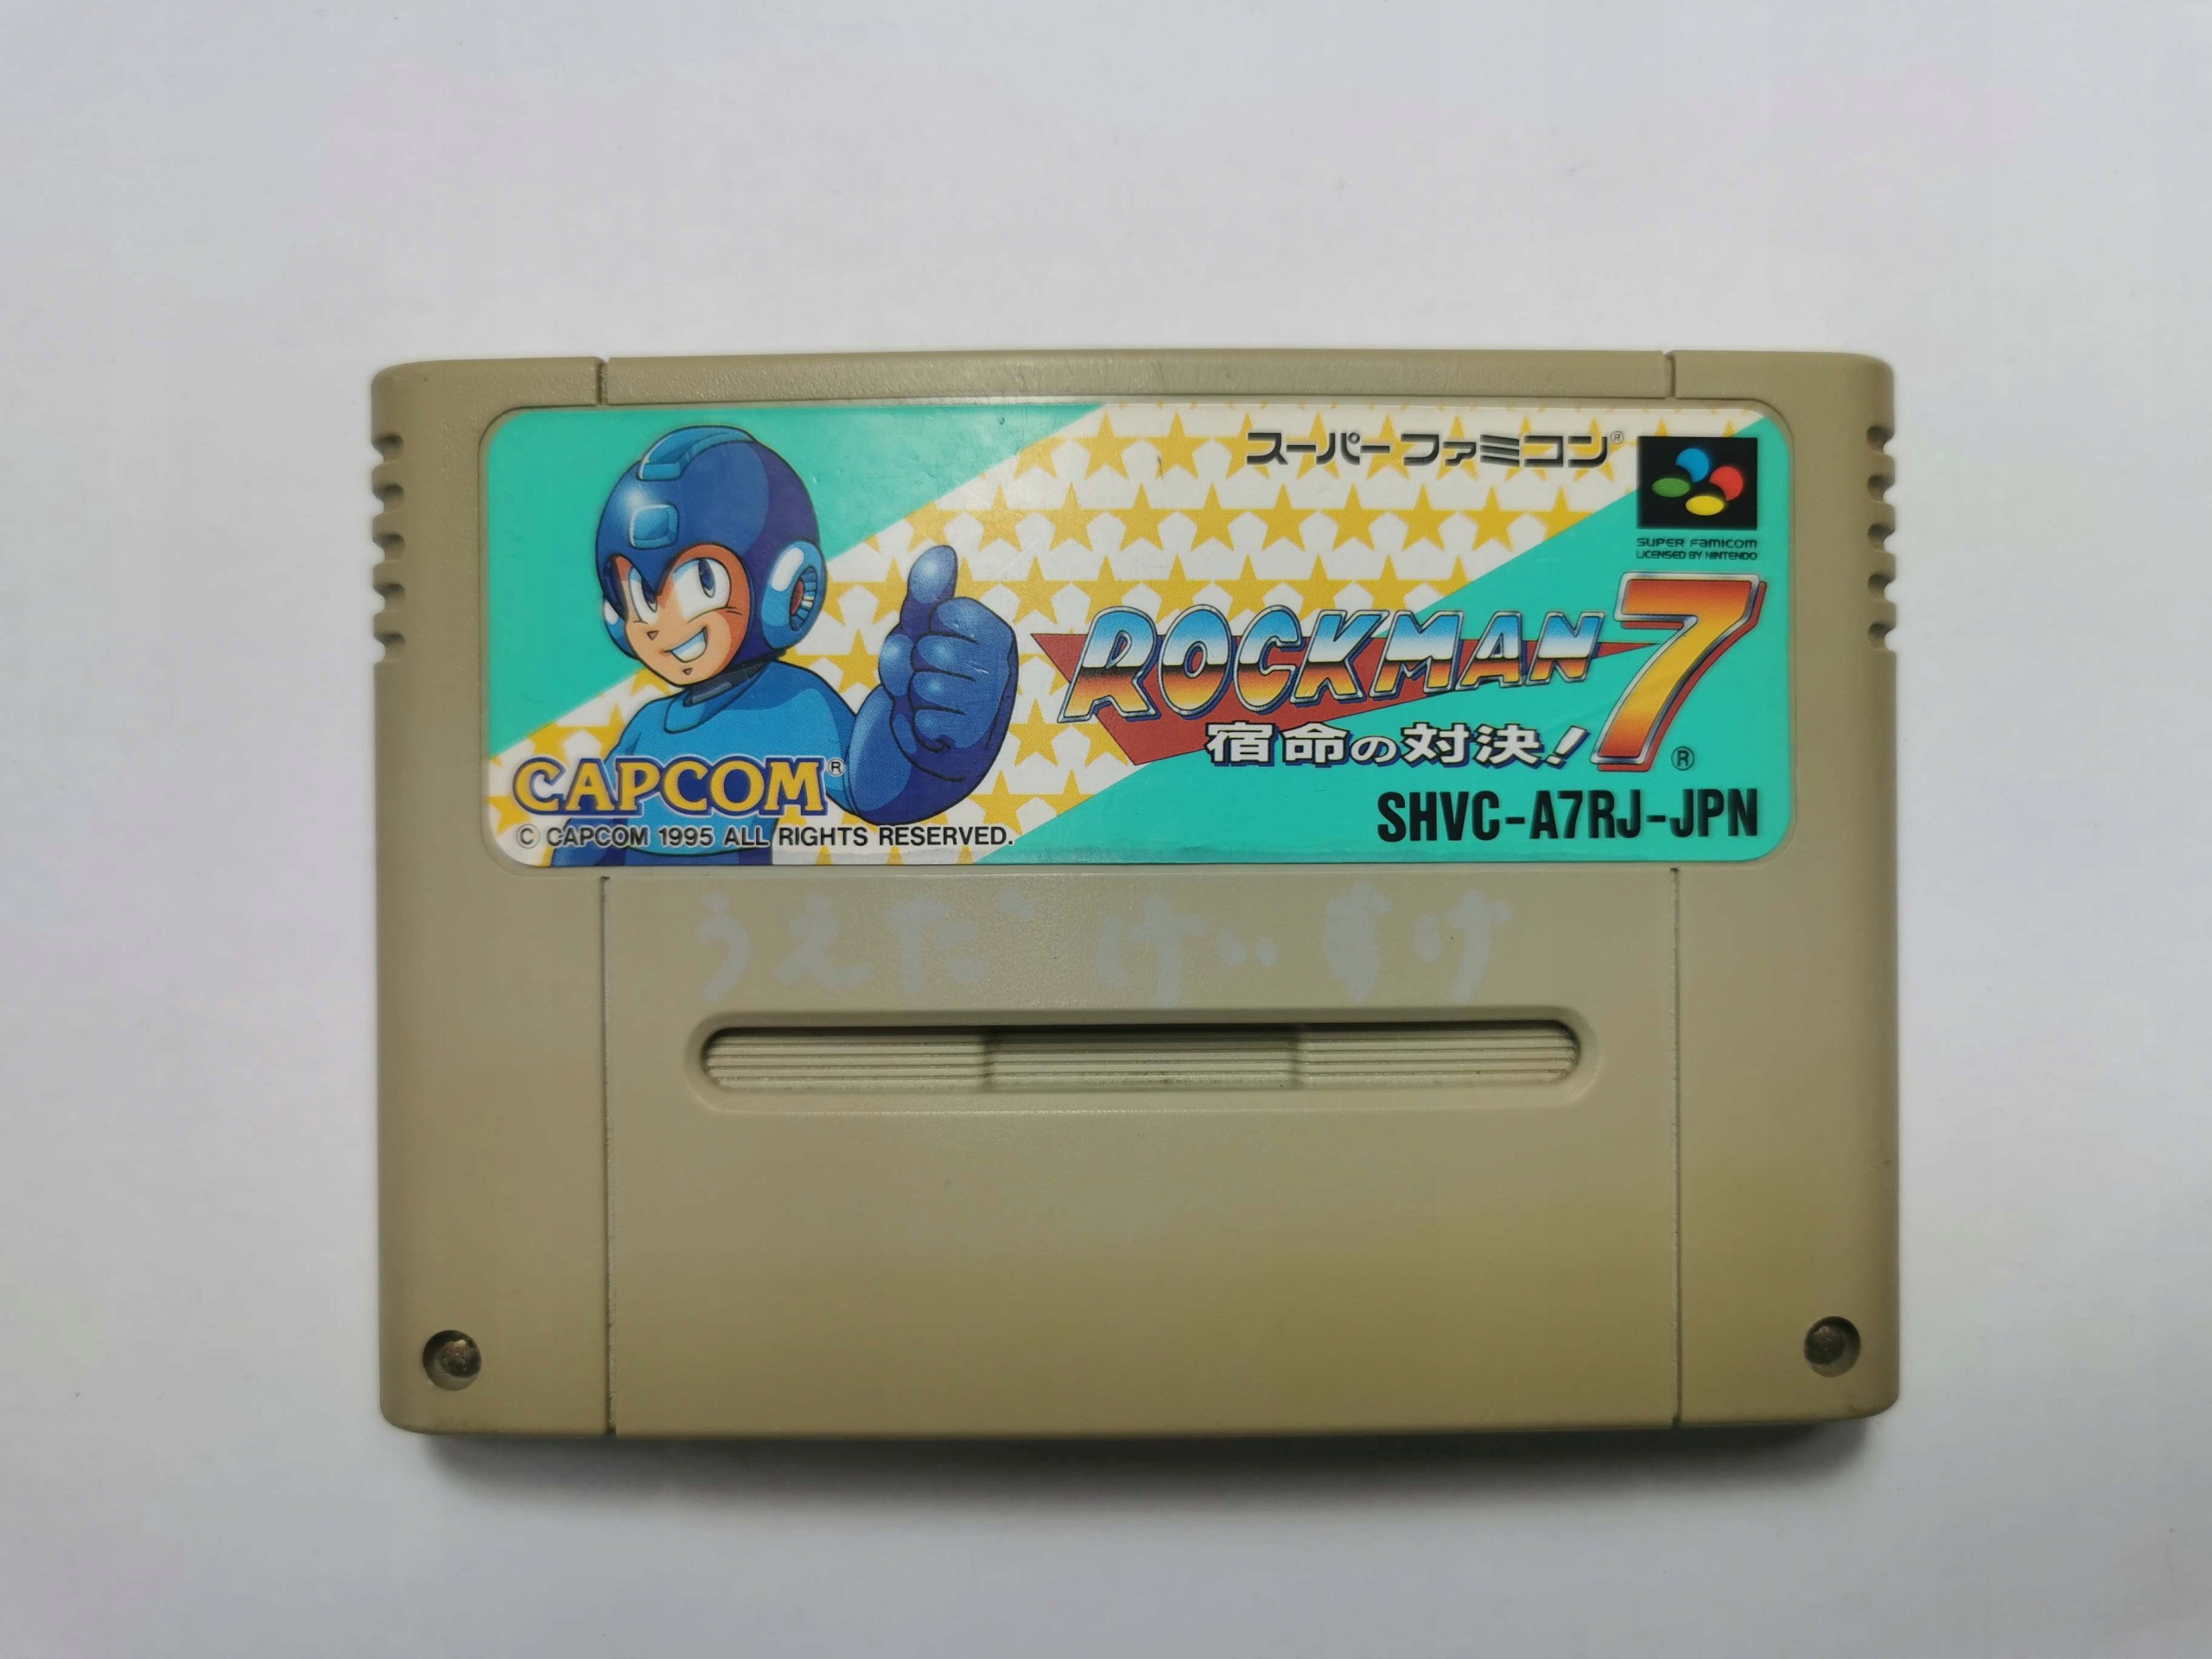 スーパーファミコン®
SUPER FAMICOM
LICENSED BY NINTENDO
ROCKMAN 7
宿命の対決! ®
CAPCOM®
© CAPCOM 1995 ALL RIGHTS RESERVED.
SHVC-A7RJ-JPN
うえだ けいすけ